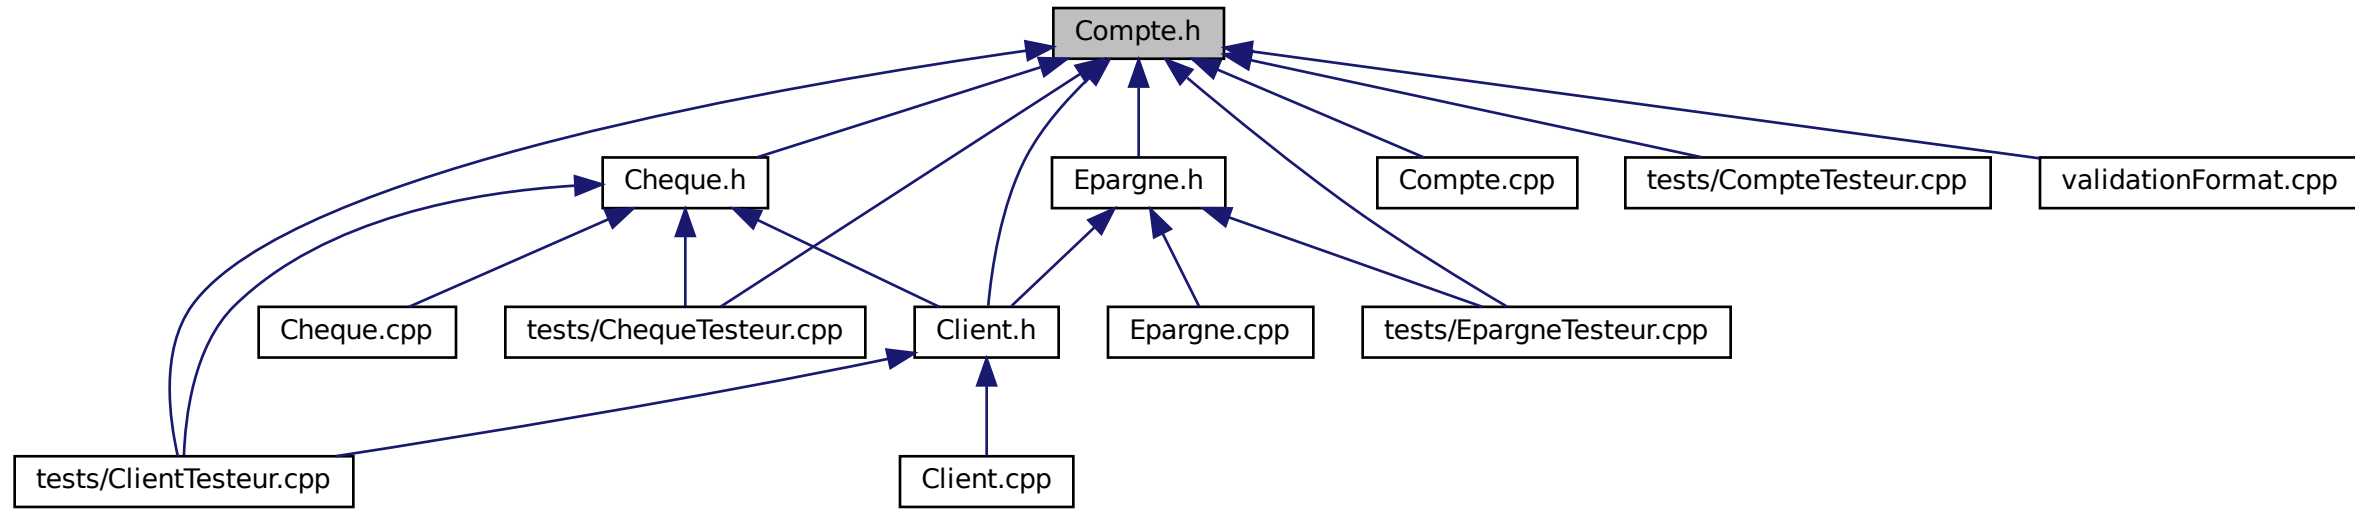 Compte.h
Cheque.h
Epargne.h
Compte.cpp
tests/CompteTesteur.cpp
validationFormat.cpp
Cheque.cpp
tests/ChequeTesteur.cpp
Client.h
Epargne.cpp
tests/EpargneTesteur.cpp
tests/ClientTesteur.cpp
Client.cpp